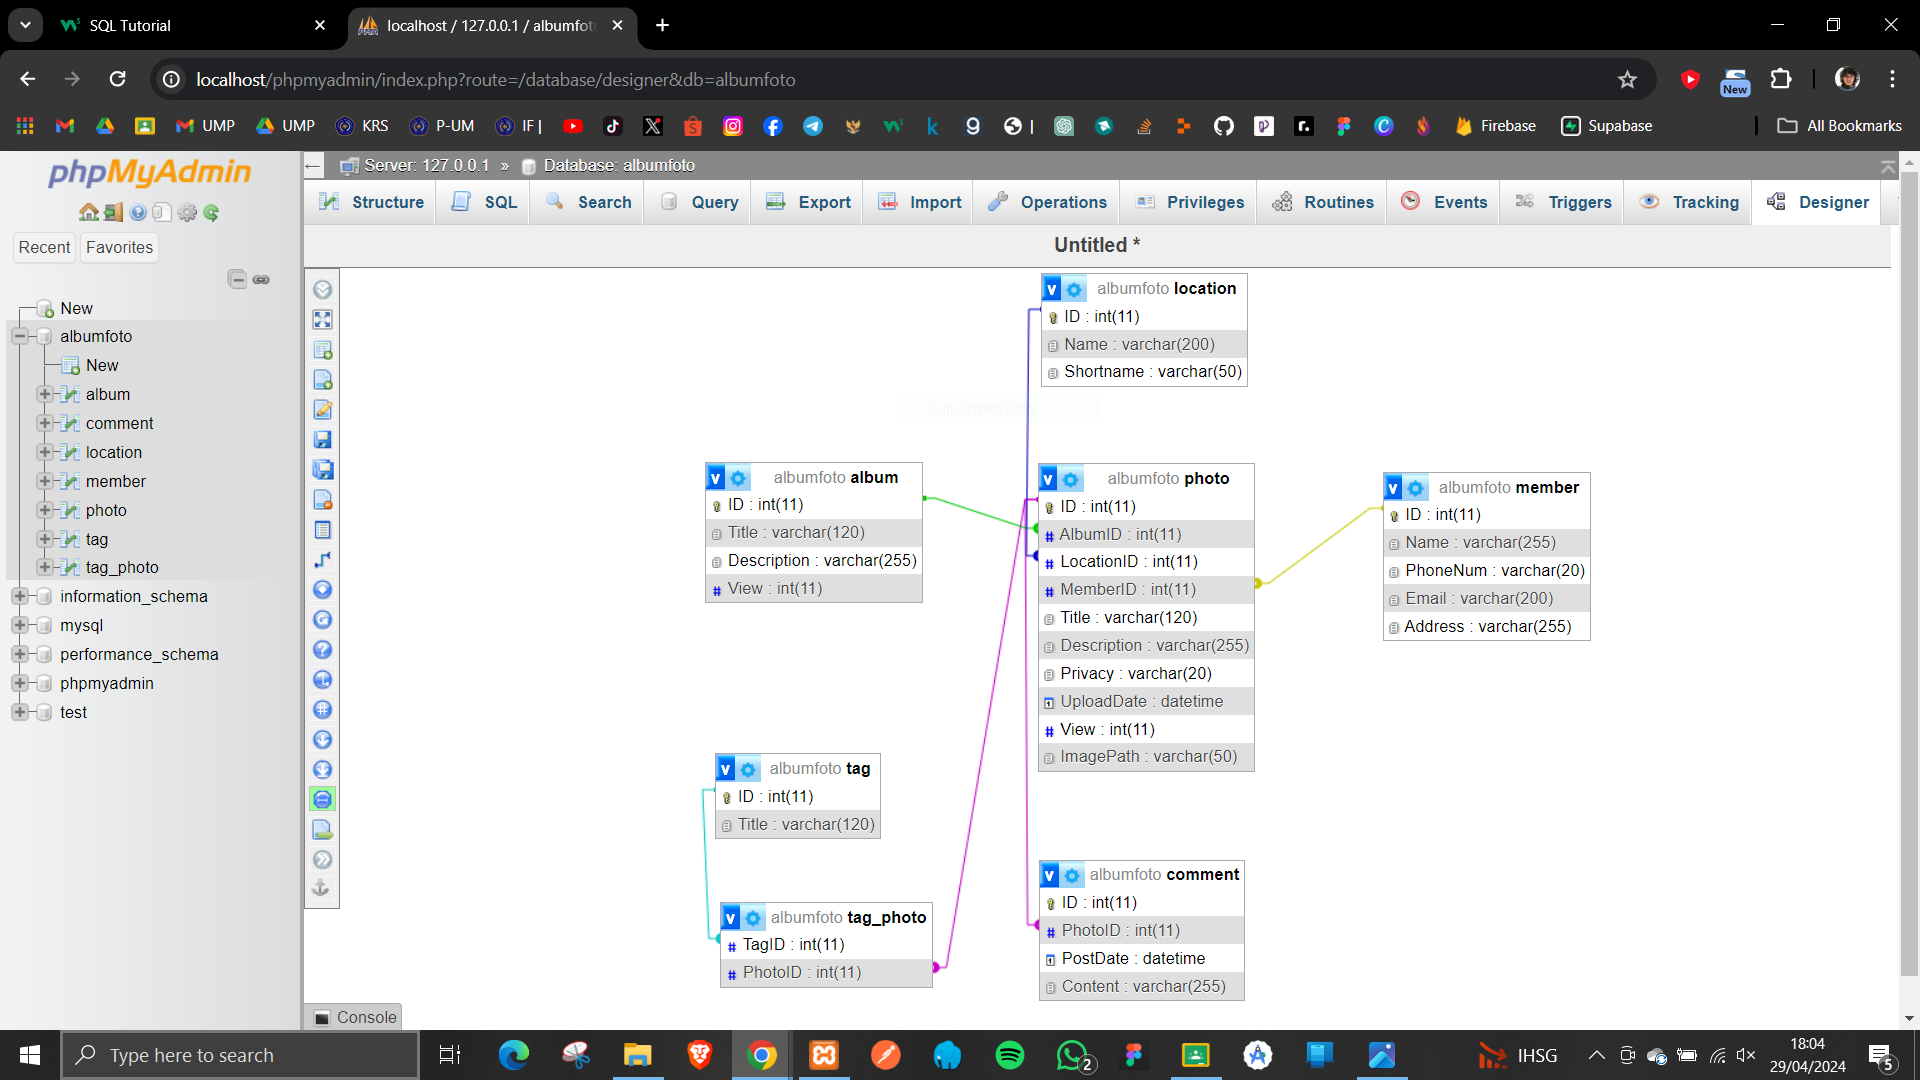 SQL Tutorial
localhost / 127.0.0.1 / albumfoto
localhost/phpmyadmin/index.php?route=/database/designer&db=albumfoto
New
UMP
UMP
KRS
P-UM
IF |
Firebase
Supabase
All Bookmarks
phpMyAdmin
Server: 127.0.0.1 » Database: albumfoto
Structure
SQL
Search
Query
Export
Import
Operations
Privileges
Routines
Events
Triggers
Tracking
Designer
Recent
Favorites
Untitled *
New
albumfoto
New
album
comment
location
member
photo
tag
tag_photo
information_schema
mysql
performance_schema
phpmyadmin
test
v albumfoto location
ID : int(11)
Name : varchar(200)
Shortname : varchar(50)
v albumfoto album
ID : int(11)
Title : varchar(120)
Description : varchar(255)
# View : int(11)
v albumfoto photo
ID : int(11)
# AlbumID : int(11)
# LocationID : int(11)
# MemberID : int(11)
Title : varchar(120)
Description : varchar(255)
Privacy : varchar(20)
UploadDate : datetime
# View : int(11)
ImagePath : varchar(50)
v albumfoto member
ID : int(11)
Name : varchar(255)
PhoneNum : varchar(20)
Email : varchar(200)
Address : varchar(255)
v albumfoto tag
ID : int(11)
Title : varchar(120)
v albumfoto tag_photo
# TagID : int(11)
# PhotoID : int(11)
v albumfoto comment
ID : int(11)
# PhotoID : int(11)
PostDate : datetime
Content : varchar(255)
Console
Type here to search
2
IHSG
18:04
29/04/2024
5